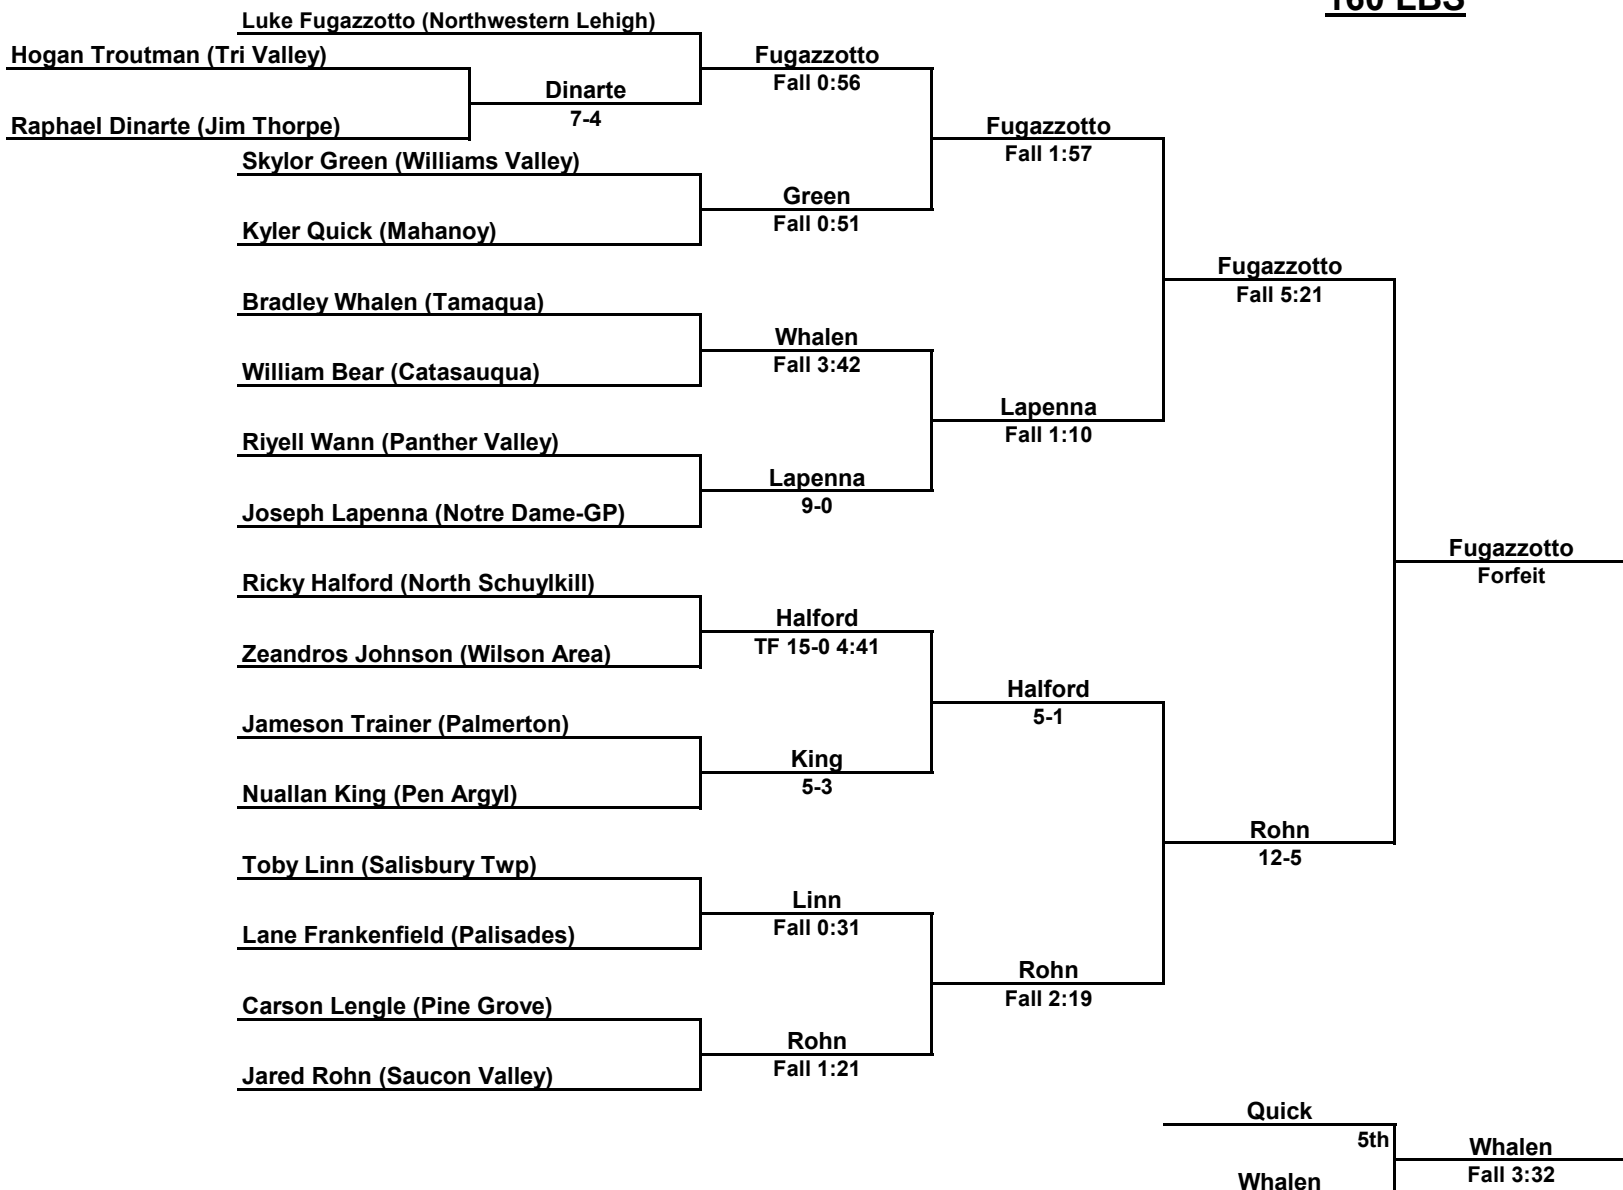 160 LBS
Luke Fugazzotto (Northwestern Lehigh)
Hogan Troutman (Tri Valley)
Fugazzotto
Fall 0:56
Dinarte
7-4
Raphael Dinarte (Jim Thorpe)
Fugazzotto
Fall 1:57
Skylor Green (Williams Valley)
Green
Fall 0:51
Kyler Quick (Mahanoy)
Fugazzotto
Fall 5:21
Bradley Whalen (Tamaqua)
Whalen
Fall 3:42
William Bear (Catasauqua)
Lapenna
Fall 1:10
Riyell Wann (Panther Valley)
Lapenna
9-0
Joseph Lapenna (Notre Dame-GP)
Fugazzotto
Forfeit
Ricky Halford (North Schuylkill)
Halford
TF 15-0 4:41
Zeandros Johnson (Wilson Area)
Halford
5-1
Jameson Trainer (Palmerton)
King
5-3
Nuallan King (Pen Argyl)
Rohn
12-5
Toby Linn (Salisbury Twp)
Linn
Fall 0:31
Lane Frankenfield (Palisades)
Rohn
Fall 2:19
Carson Lengle (Pine Grove)
Rohn
Fall 1:21
Jared Rohn (Saucon Valley)
Quick
5th
Whalen
Fall 3:32
Whalen